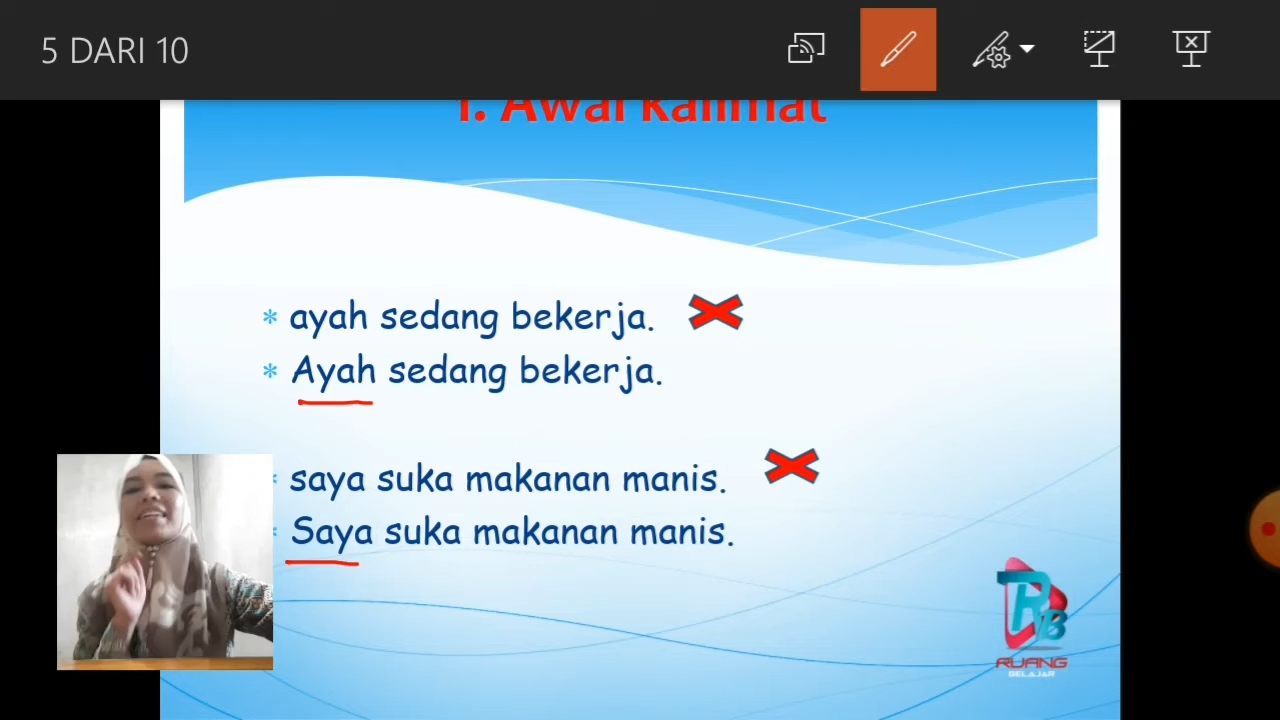 5 DARI 10
1. Awal Kalimat
* ayah sedang bekerja.
* Ayah sedang bekerja.
* saya suka makanan manis.
* Saya suka makanan manis.
RB
RUANG
BELAJAR